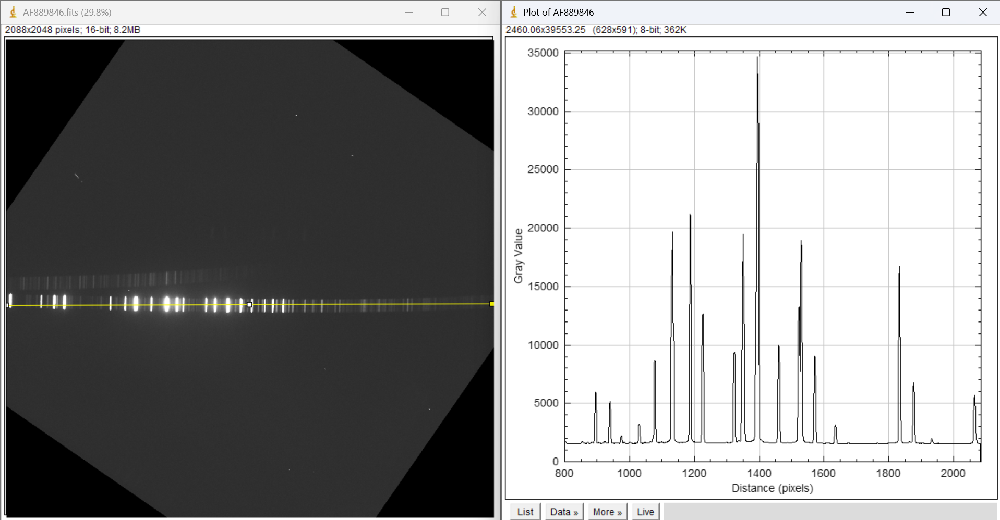 AF889846.fits (29.8%)
2088x2048 pixels; 16-bit; 8.2MB
Plot of AF889846
2460.06x39553.25 (628x591); 8-bit; 362K
35000
30000
25000
20000
15000
10000
5000
0
Gray Value
800 1000 1200 1400 1600 1800 2000
Distance (pixels)
List Data » More » Live